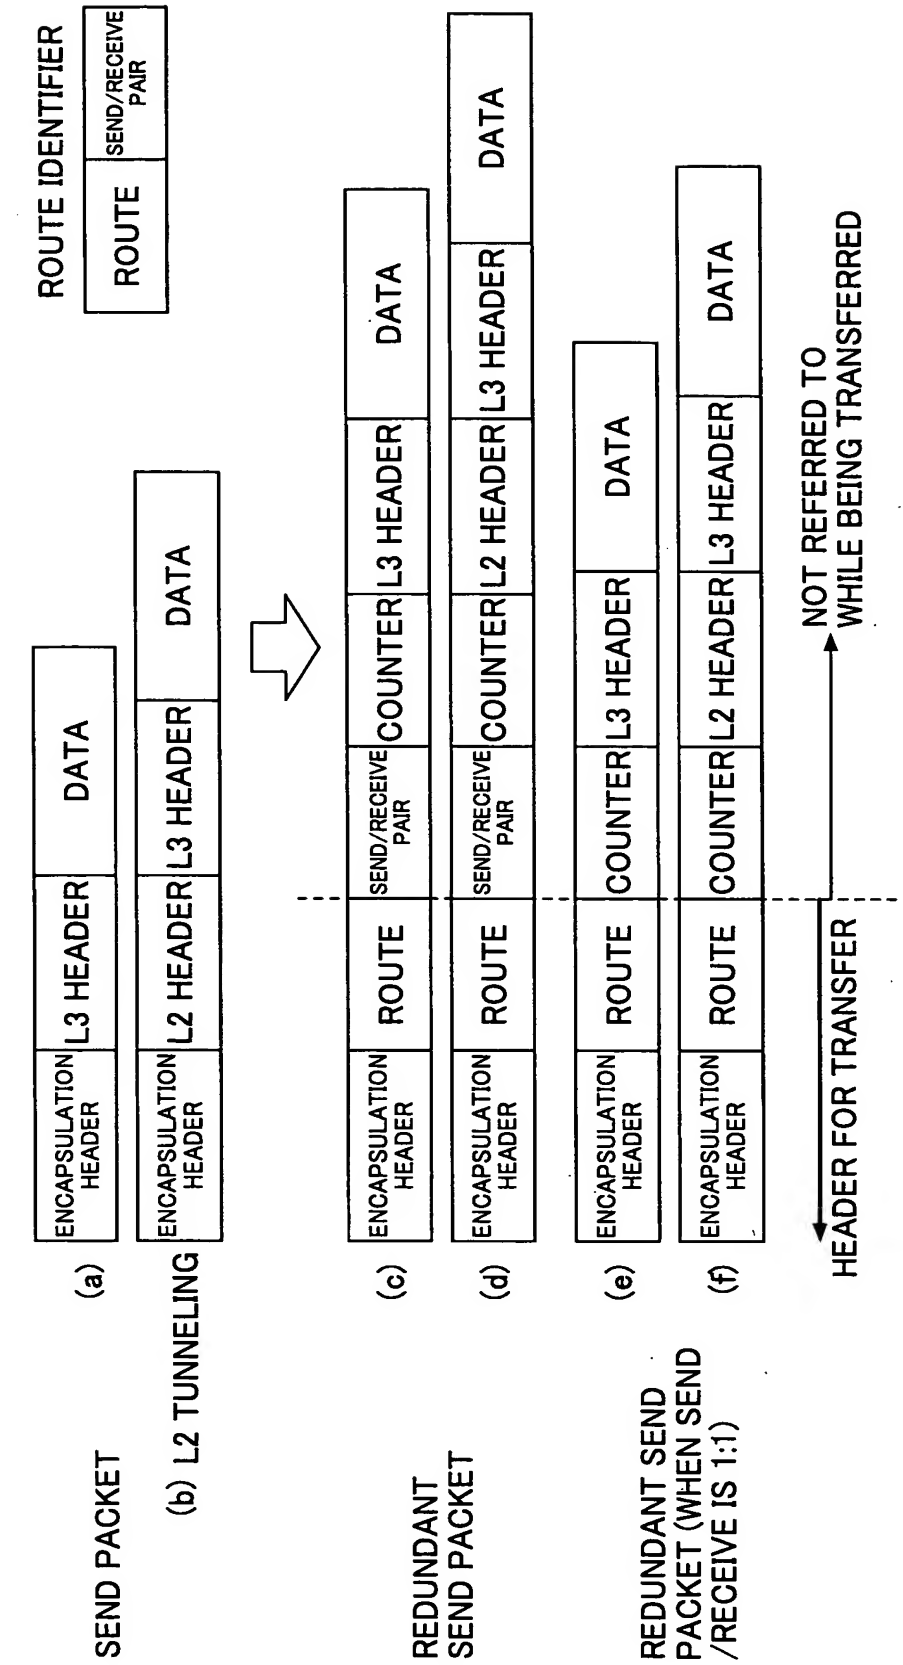 ROUTE IDENTIFIER
ROUTE
SEND/RECEIVE
PAIR
SEND PACKET
(a)
ENCAPSULATION
HEADER
L3 HEADER
DATA
(b) L2 TUNNELING
ENCAPSULATION
HEADER
L2 HEADER
L3 HEADER
DATA
REDUNDANT
SEND PACKET
(c)
ENCAPSULATION
HEADER
ROUTE
SEND/RECEIVE
PAIR
COUNTER
L3 HEADER
DATA
(d)
ENCAPSULATION
HEADER
ROUTE
SEND/RECEIVE
PAIR
COUNTER
L2 HEADER
L3 HEADER
DATA
REDUNDANT SEND
PACKET (WHEN SEND
/RECEIVE IS 1:1)
(e)
ENCAPSULATION
HEADER
ROUTE
COUNTER
L3 HEADER
DATA
(f)
ENCAPSULATION
HEADER
ROUTE
COUNTER
L2 HEADER
L3 HEADER
DATA
HEADER FOR TRANSFER
NOT REFERRED TO
WHILE BEING TRANSFERRED